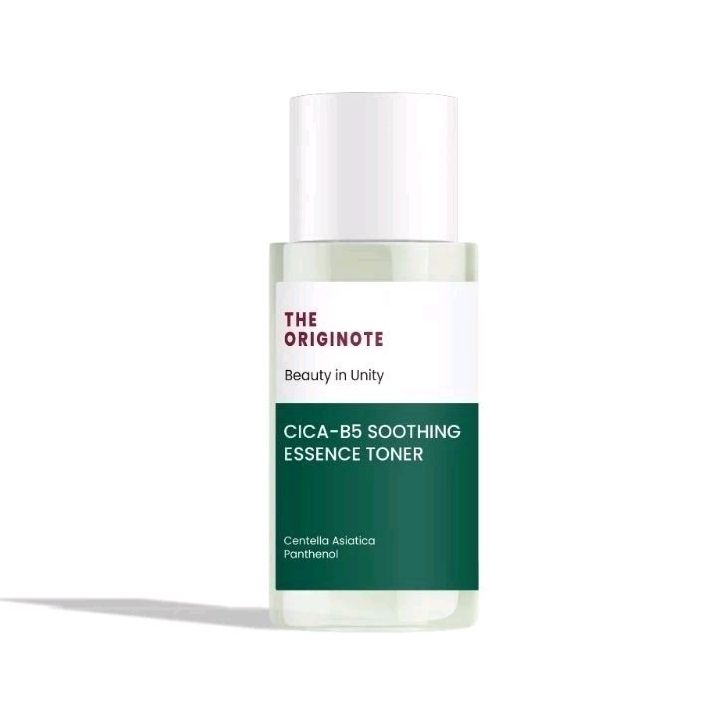 THE
ORIGINOTE
Beauty in Unity
CICA-B5 SOOTHING
ESSENCE TONER
Centella Asiatica
Panthenol